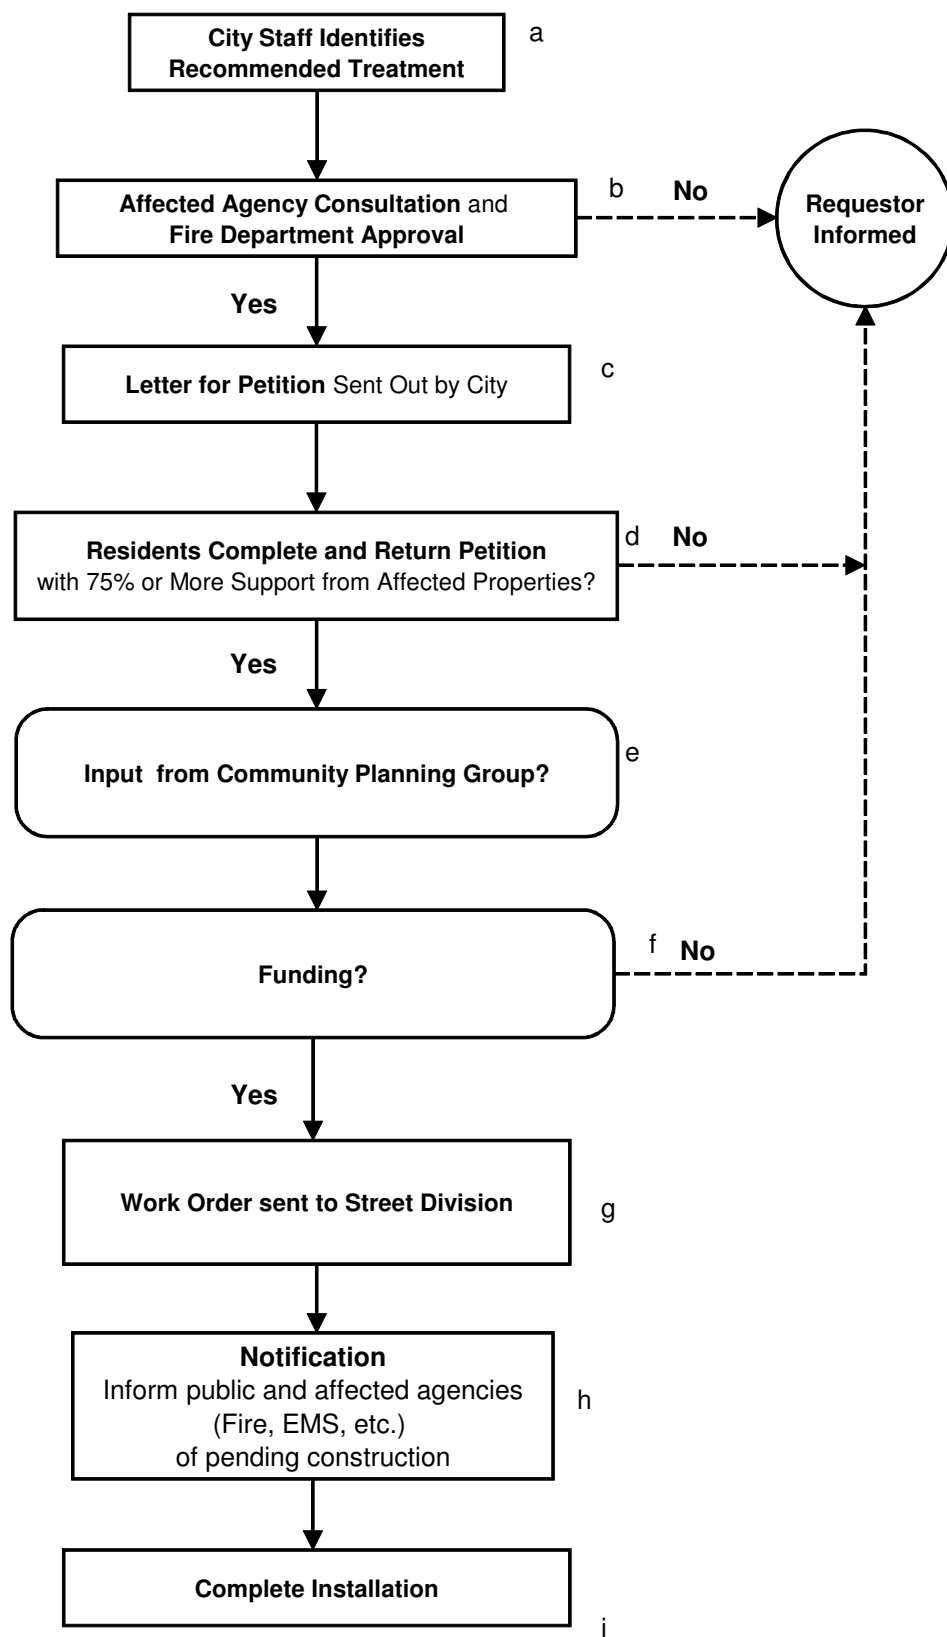 City Staff Identifies
Recommended Treatment
a
Affected Agency Consultation and
Fire Department Approval
b
No
Requestor
Informed
Yes
Letter for Petition Sent Out by City
c
Residents Complete and Return Petition
with 75% or More Support from Affected Properties?
d
No
Yes
Input from Community Planning Group?
e
Funding?
f
No
Yes
Work Order sent to Street Division
g
Notification
Inform public and affected agencies
(Fire, EMS, etc.)
of pending construction
h
Complete Installation
i